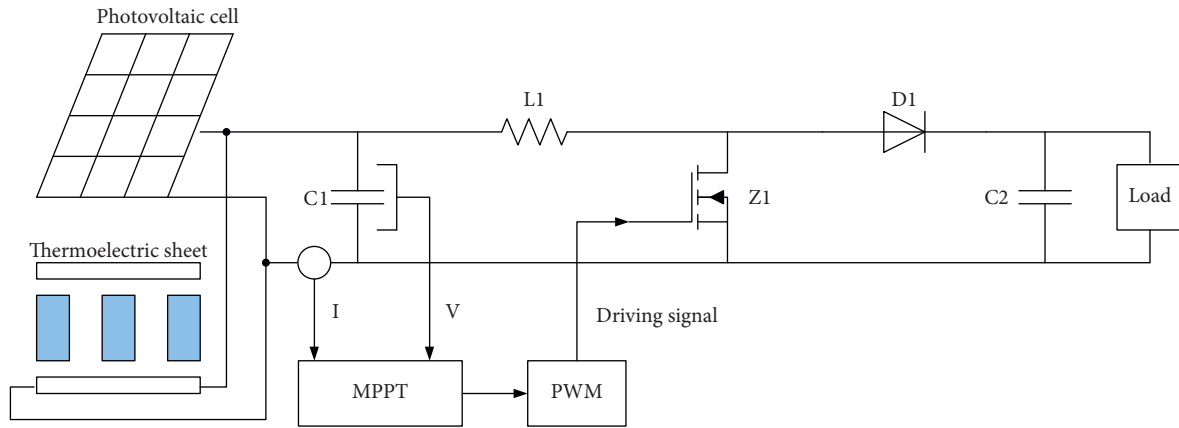 Photovoltaic cell
L1
D1
C1
Z1
C2
Load
Thermoelectric sheet
I
V
Driving signal
MPPT
PWM